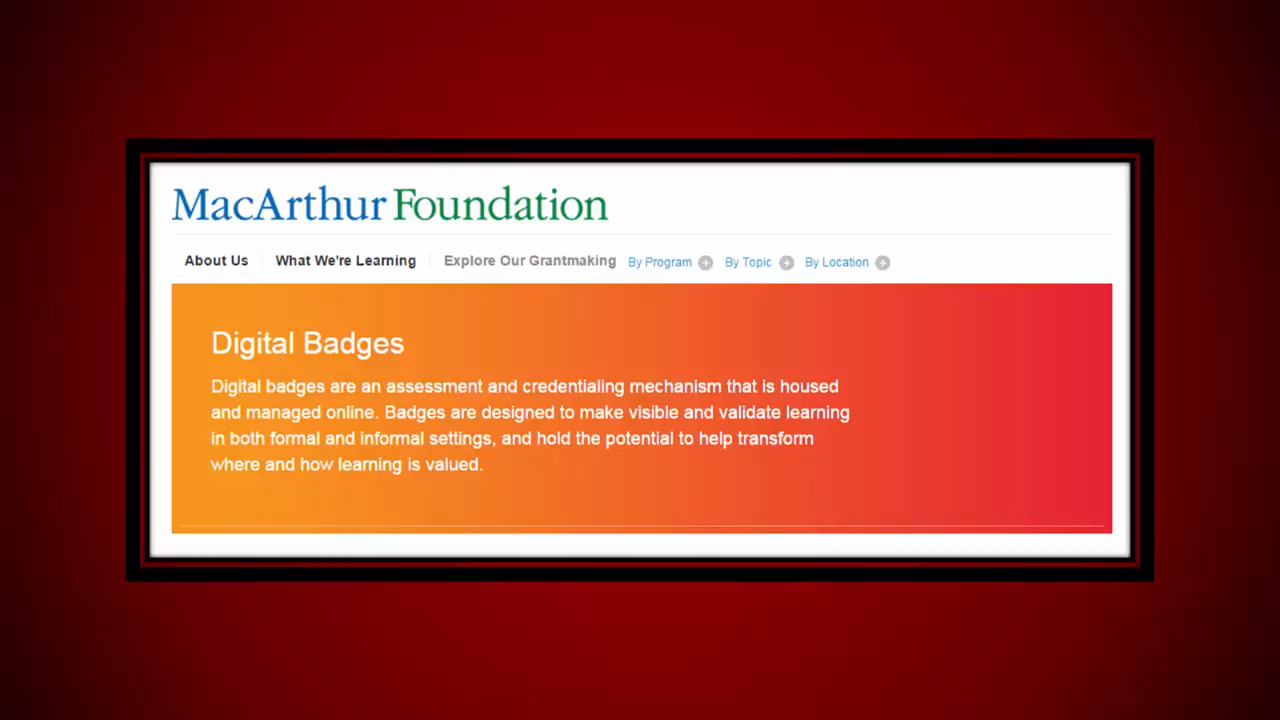 MacArthur Foundation
About Us What We're Learning Explore Our Grantmaking By Program By Topic By Location
Digital Badges
Digital badges are an assessment and credentialing mechanism that is housed
and managed online. Badges are designed to make visible and validate learning
in both formal and informal settings, and hold the potential to help transform
where and how learning is valued.